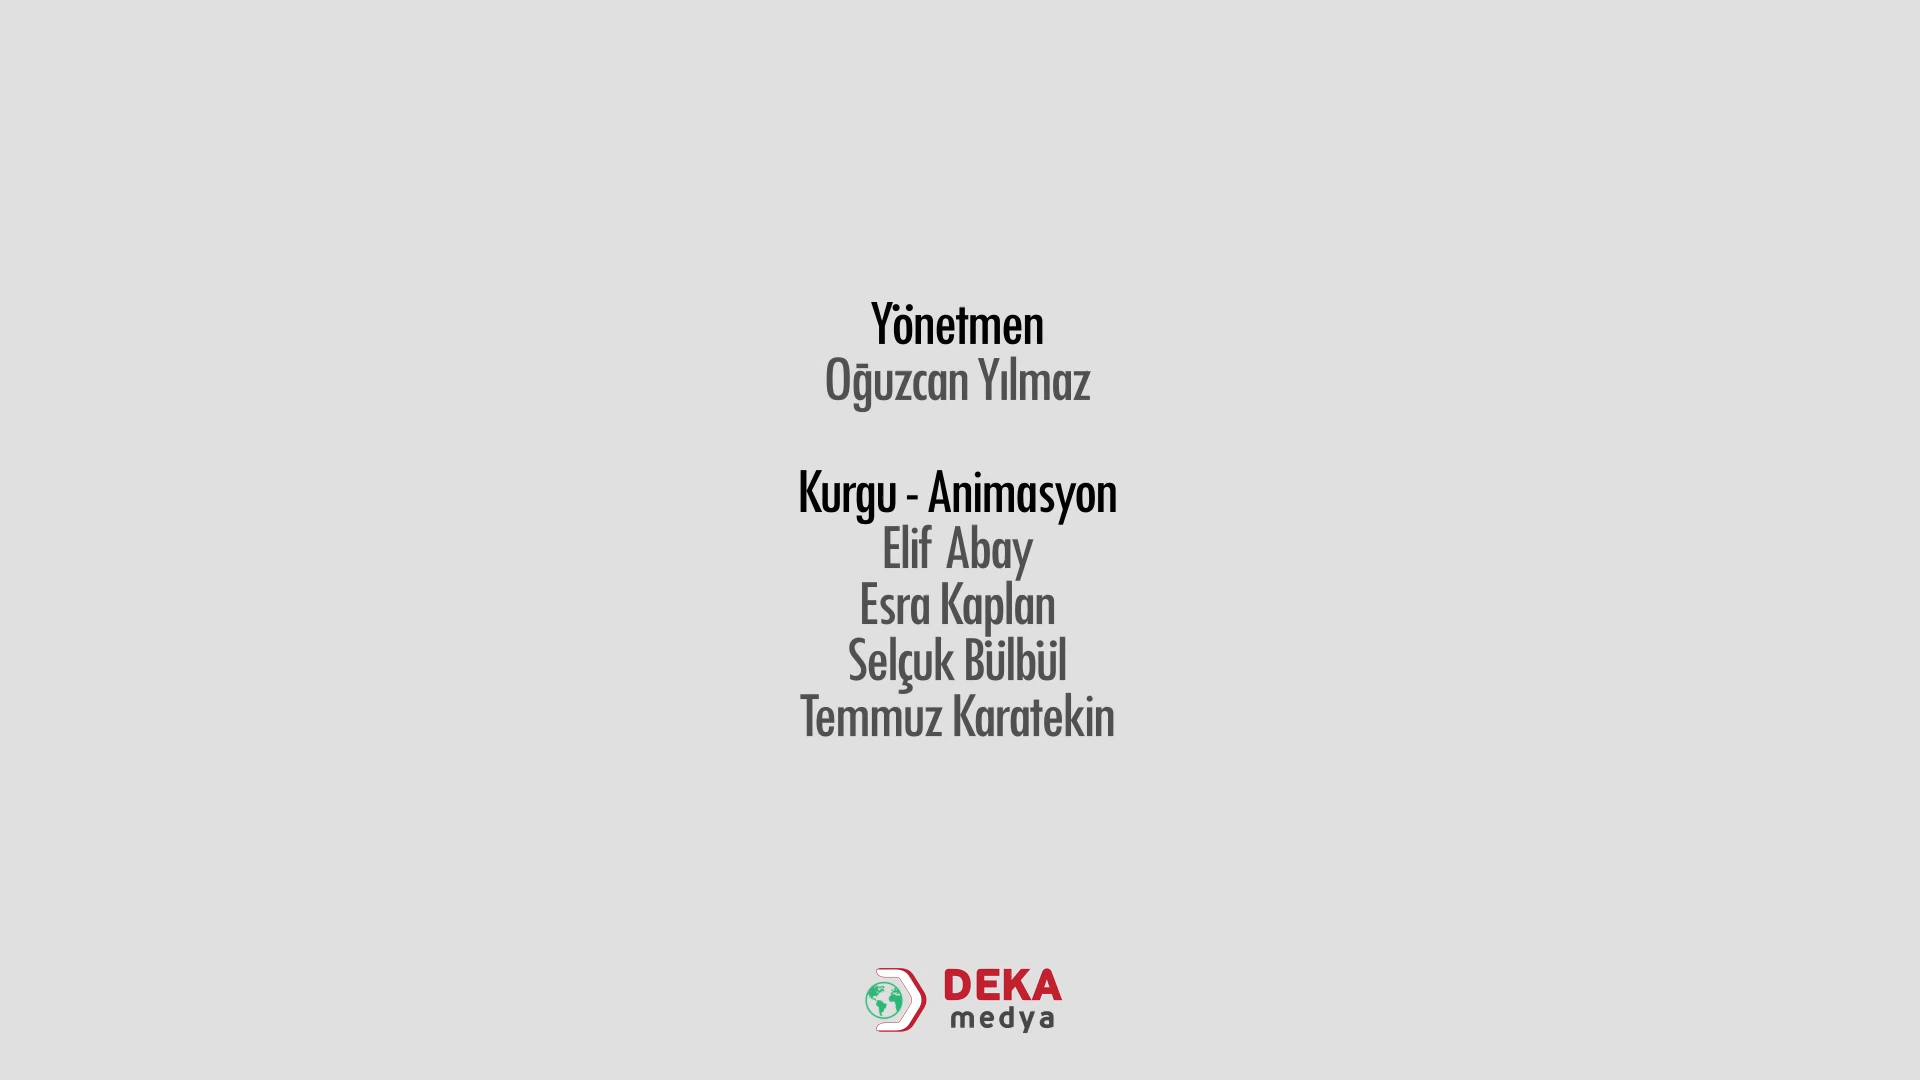 Yönetmen
Oğuzcan Yılmaz
Kurgu - Animasyon
Elif Abay
Esra Kaplan
Selçuk Bülbül
Temmuz Karatekin
DEKA
medya